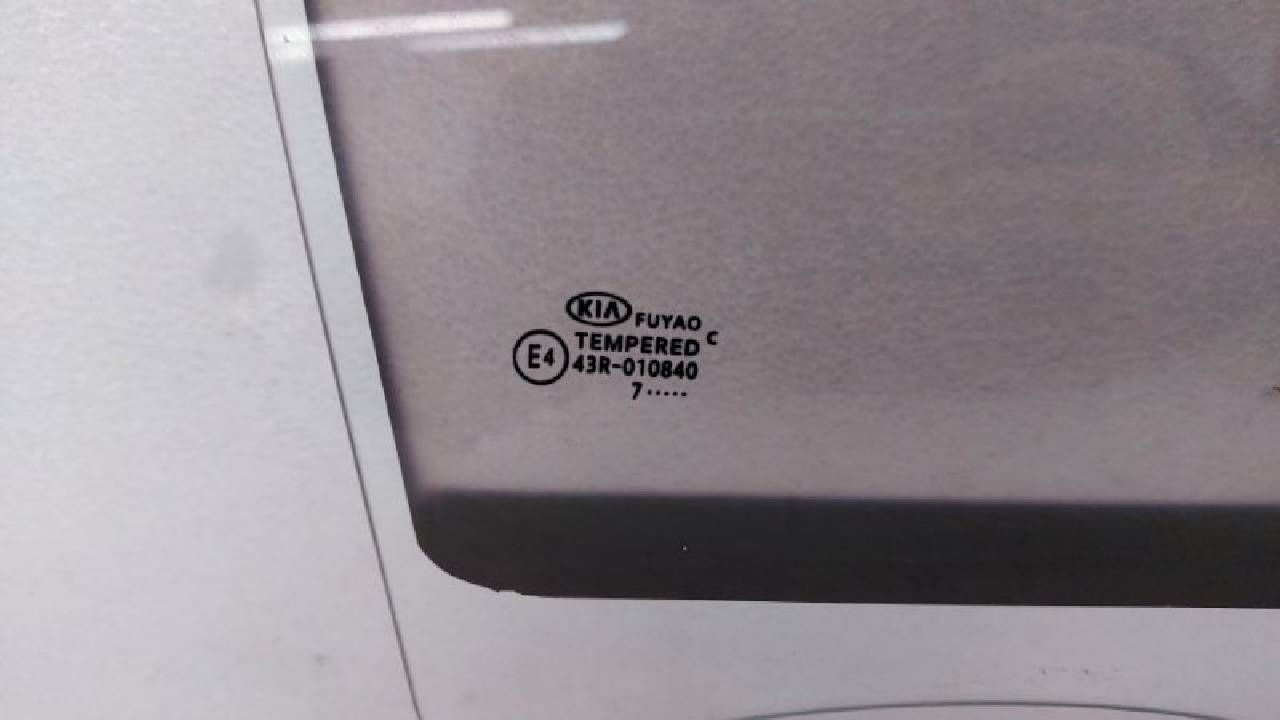 KIA FUYAO
TEMPERED C
E4 43R-010840
7·····